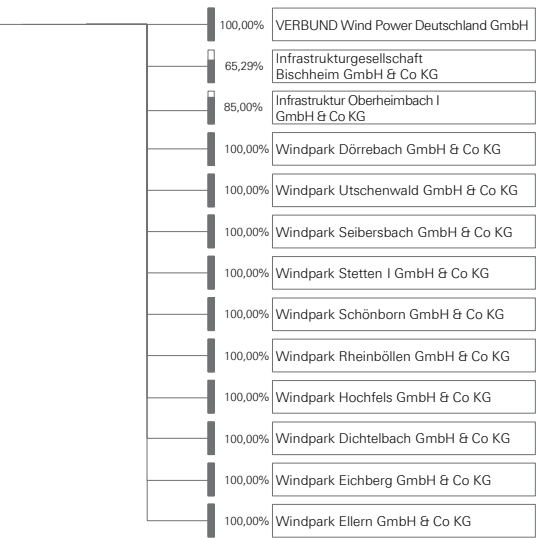 100,00% VERBUND Wind Power Deutschland GmbH
65,29% Infrastrukturgesellschaft
Bischheim GmbH & Co KG
85,00% Infrastruktur Oberheimbach I
GmbH & Co KG
100,00% Windpark Dörrebach GmbH & Co KG
100,00% Windpark Utschenwald GmbH & Co KG
100,00% Windpark Seibersbach GmbH & Co KG
100,00% Windpark Stetten I GmbH & Co KG
100,00% Windpark Schönborn GmbH & Co KG
100,00% Windpark Rheinböllen GmbH & Co KG
100,00% Windpark Hochfels GmbH & Co KG
100,00% Windpark Dichtelbach GmbH & Co KG
100,00% Windpark Eichberg GmbH & Co KG
100,00% Windpark Ellern GmbH & Co KG